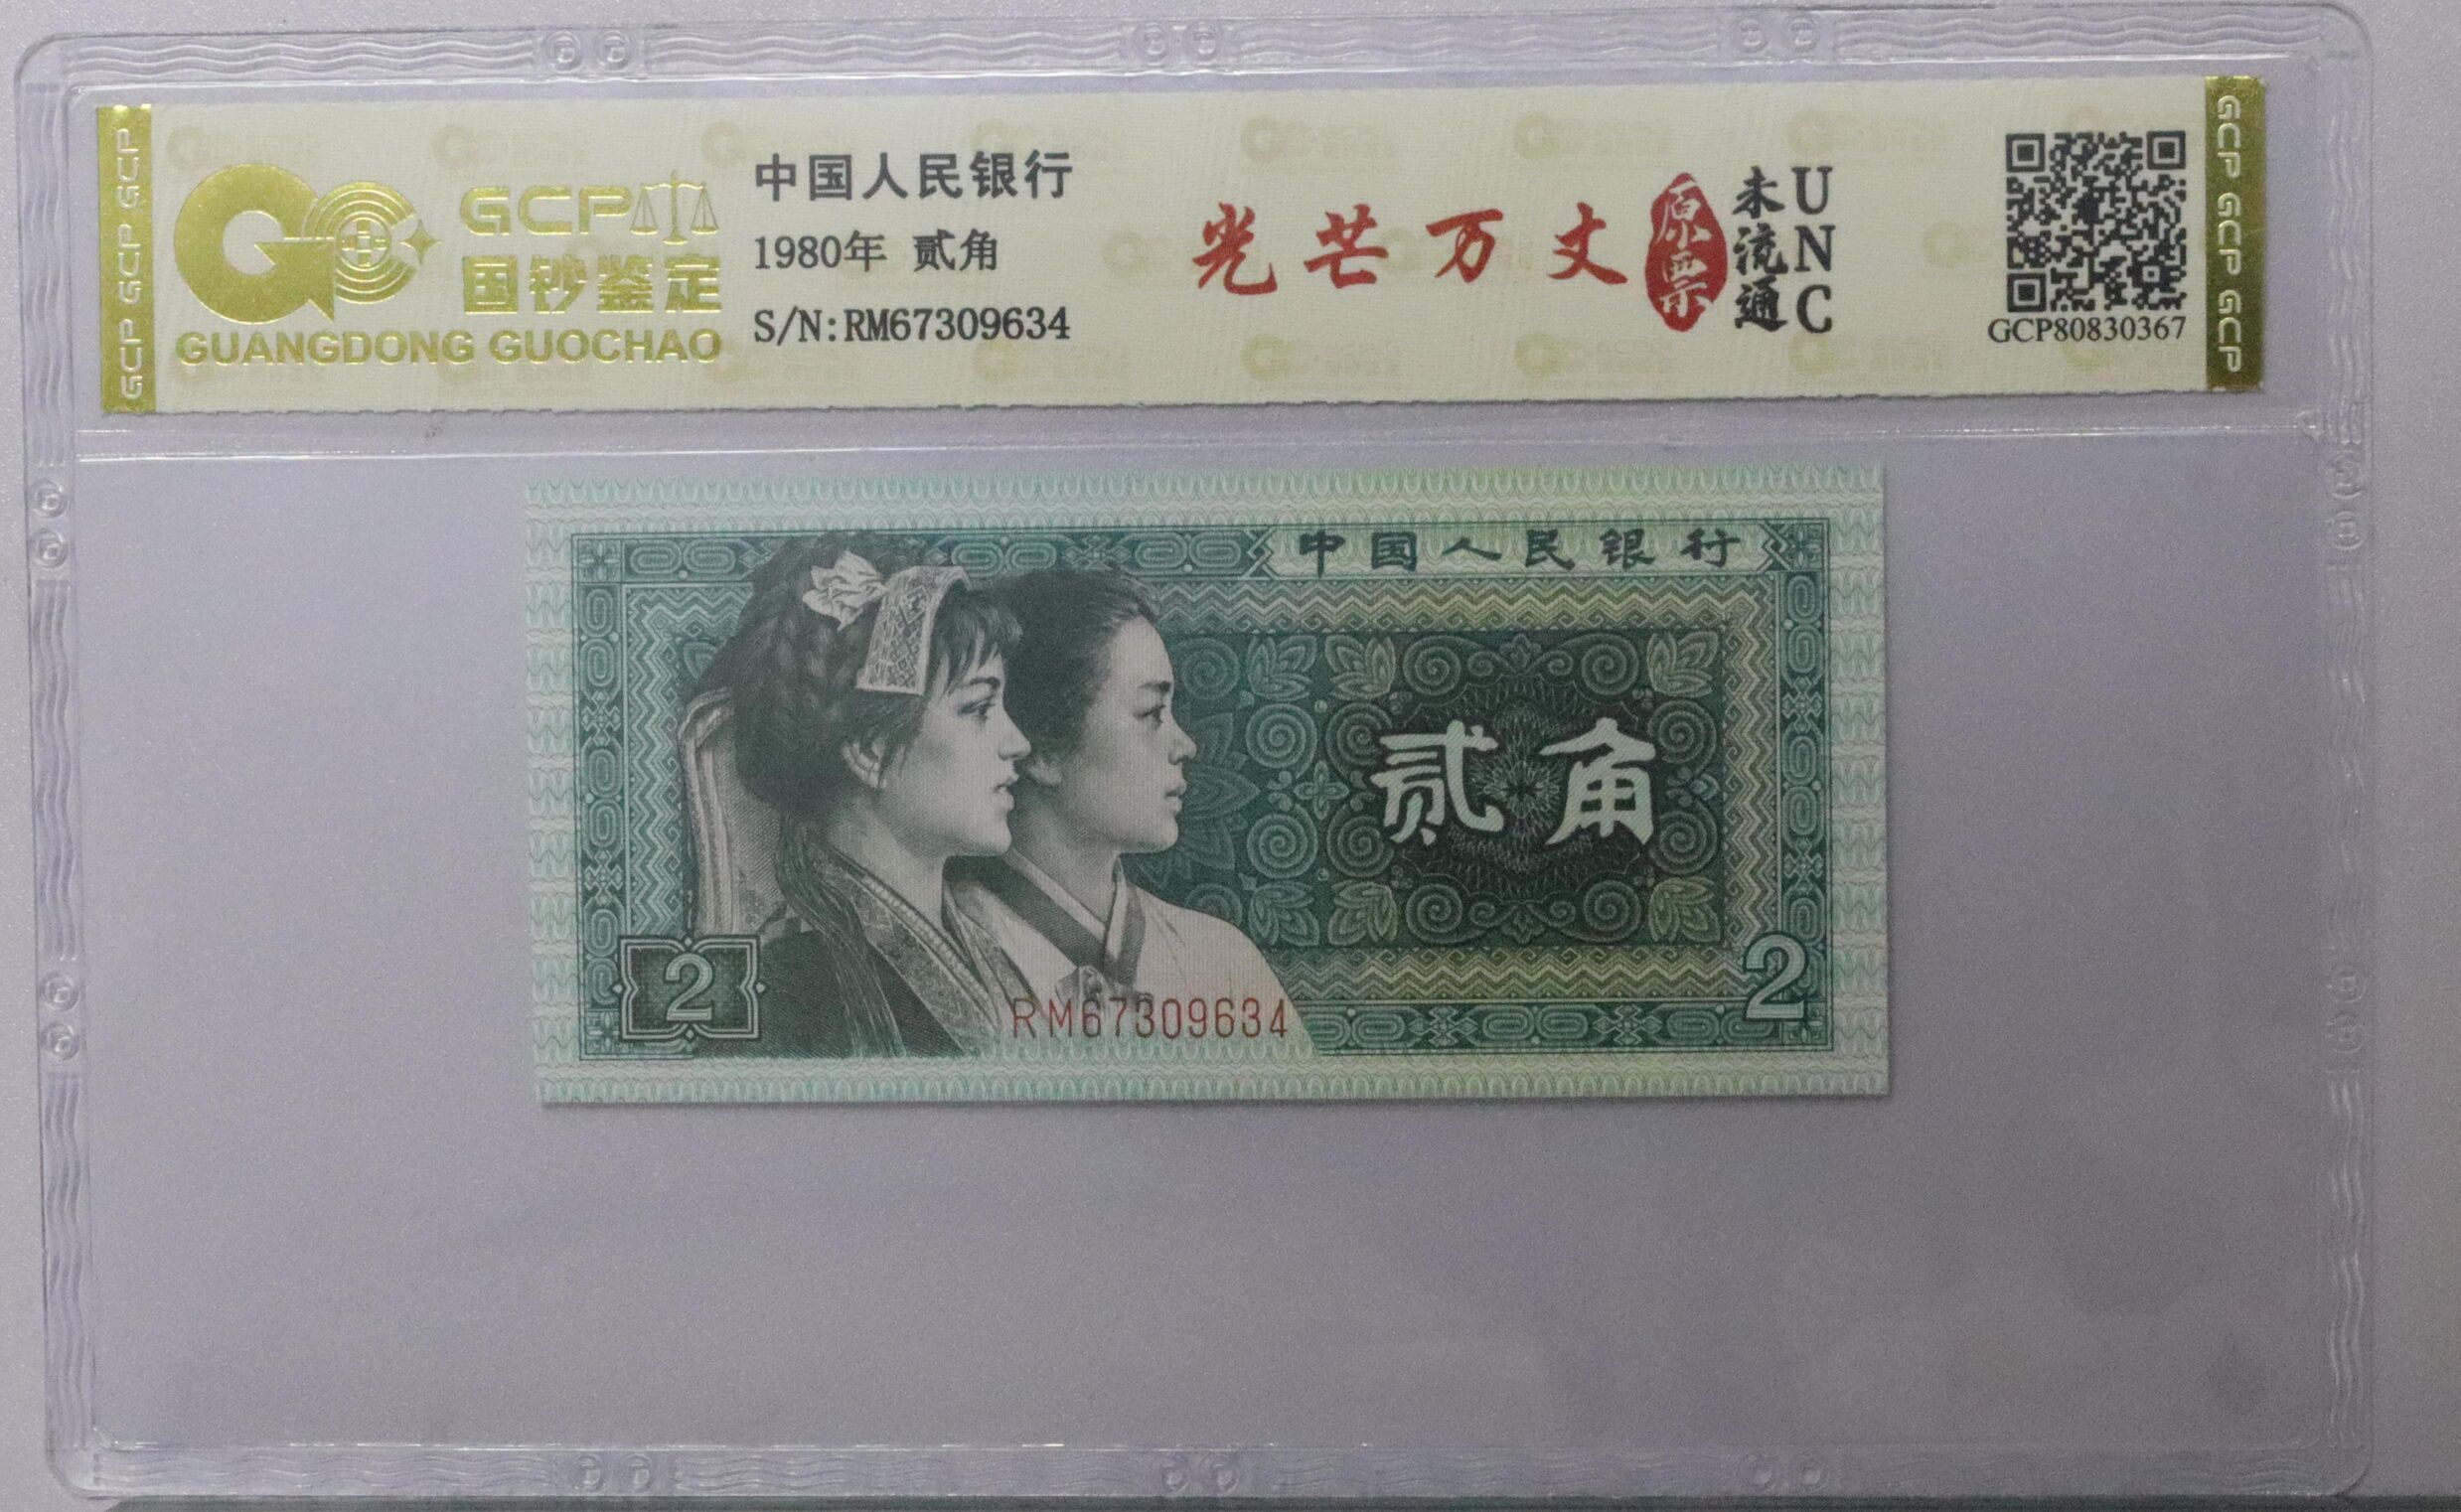 GCP GCP GCP
GCP
国钞鉴定
GUANGDONG GUOCHAO
中国人民银行
1980年 贰角
S/N:RM67309634
光芒万丈
原票
未流通
UNC
GCP80830367
GCP GCP GCP
中国人民银行
贰角
2
2
RM67309634